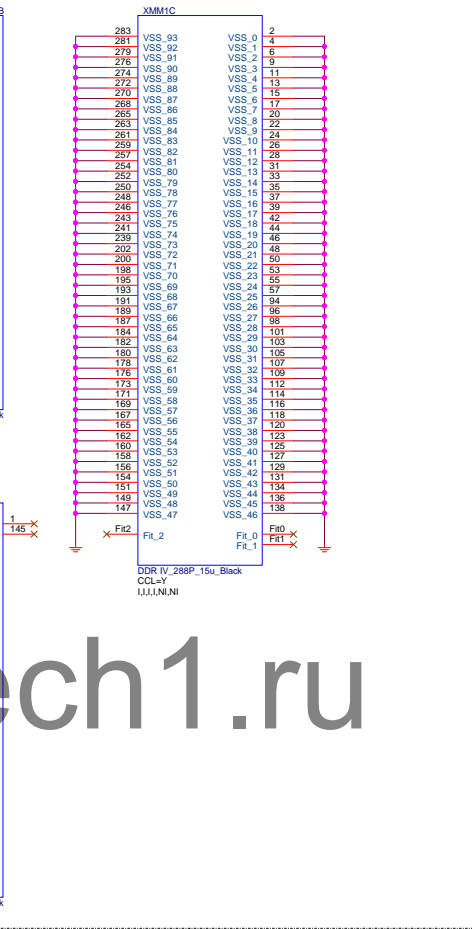 B
XMM1C
283 VSS_93 VSS_0 2
281 VSS_92 VSS_1 4
279 VSS_91 VSS_2 6
276 VSS_90 VSS_3 9
274 VSS_89 VSS_4 11
272 VSS_88 VSS_5 13
270 VSS_87 VSS_6 15
268 VSS_86 VSS_7 17
265 VSS_85 VSS_8 20
263 VSS_84 VSS_9 22
261 VSS_83 VSS_10 24
259 VSS_82 VSS_11 26
257 VSS_81 VSS_12 28
254 VSS_80 VSS_13 31
252 VSS_79 VSS_14 33
250 VSS_78 VSS_15 35
248 VSS_77 VSS_16 37
246 VSS_76 VSS_17 39
243 VSS_75 VSS_18 42
241 VSS_74 VSS_19 44
239 VSS_73 VSS_20 46
202 VSS_72 VSS_21 48
200 VSS_71 VSS_22 50
198 VSS_70 VSS_23 53
195 VSS_69 VSS_24 55
193 VSS_68 VSS_25 57
191 VSS_67 VSS_26 94
189 VSS_66 VSS_27 96
187 VSS_65 VSS_28 98
184 VSS_64 VSS_29 101
182 VSS_63 VSS_30 103
180 VSS_62 VSS_31 105
178 VSS_61 VSS_32 107
176 VSS_60 VSS_33 109
173 VSS_59 VSS_34 112
171 VSS_58 VSS_35 114
169 VSS_57 VSS_36 116
167 VSS_56 VSS_37 118
165 VSS_55 VSS_38 120
162 VSS_54 VSS_39 123
160 VSS_53 VSS_40 125
158 VSS_52 VSS_41 127
156 VSS_51 VSS_42 129
154 VSS_50 VSS_43 131
151 VSS_49 VSS_44 134
149 VSS_48 VSS_45 136
147 VSS_47 VSS_46 138
Fit2 Fit_2 Fit_0 Fit0
Fit_1 Fit1
DDR IV_288P_15u_Black
CCL=Y
I,I,I,I,NI,NI
k
1
145
ech1.ru
k